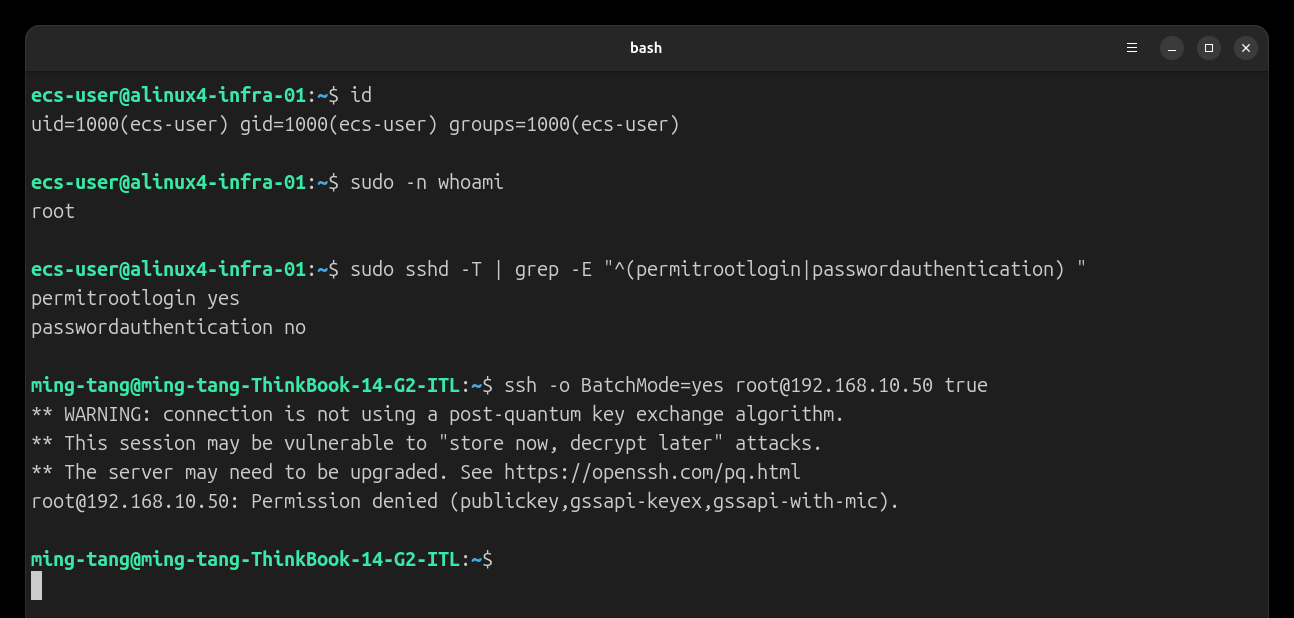 bash
ecs-user@alinux4-infra-01:~$ id
uid=1000(ecs-user) gid=1000(ecs-user) groups=1000(ecs-user)
ecs-user@alinux4-infra-01:~$ sudo -n whoami
root
ecs-user@alinux4-infra-01:~$ sudo sshd -T | grep -E "^(permitrootlogin|passwordauthentication) "
permitrootlogin yes
passwordauthentication no
ming-tang@ming-tang-ThinkBook-14-G2-ITL:~$ ssh -o BatchMode=yes root@192.168.10.50 true
** WARNING: connection is not using a post-quantum key exchange algorithm.
** This session may be vulnerable to "store now, decrypt later" attacks.
** The server may need to be upgraded. See https://openssh.com/pq.html
root@192.168.10.50: Permission denied (publickey,gssapi-keyex,gssapi-with-mic).
ming-tang@ming-tang-ThinkBook-14-G2-ITL:~$